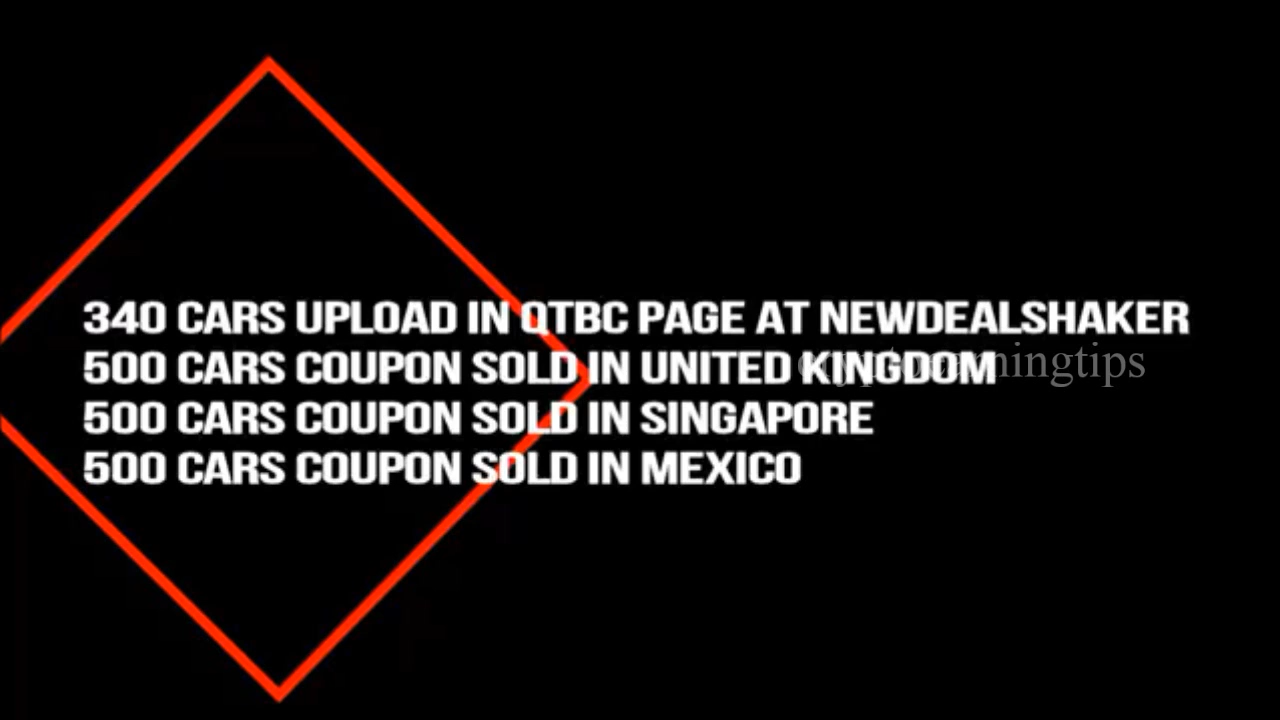 340 CARS UPLOAD IN QTBC PAGE AT NEWDEALSHAKER
500 CARS COUPON SOLD IN UNITED KINGDOM
cryptoearningtips
500 CARS COUPON SOLD IN SINGAPORE
500 CARS COUPON SOLD IN MEXICO